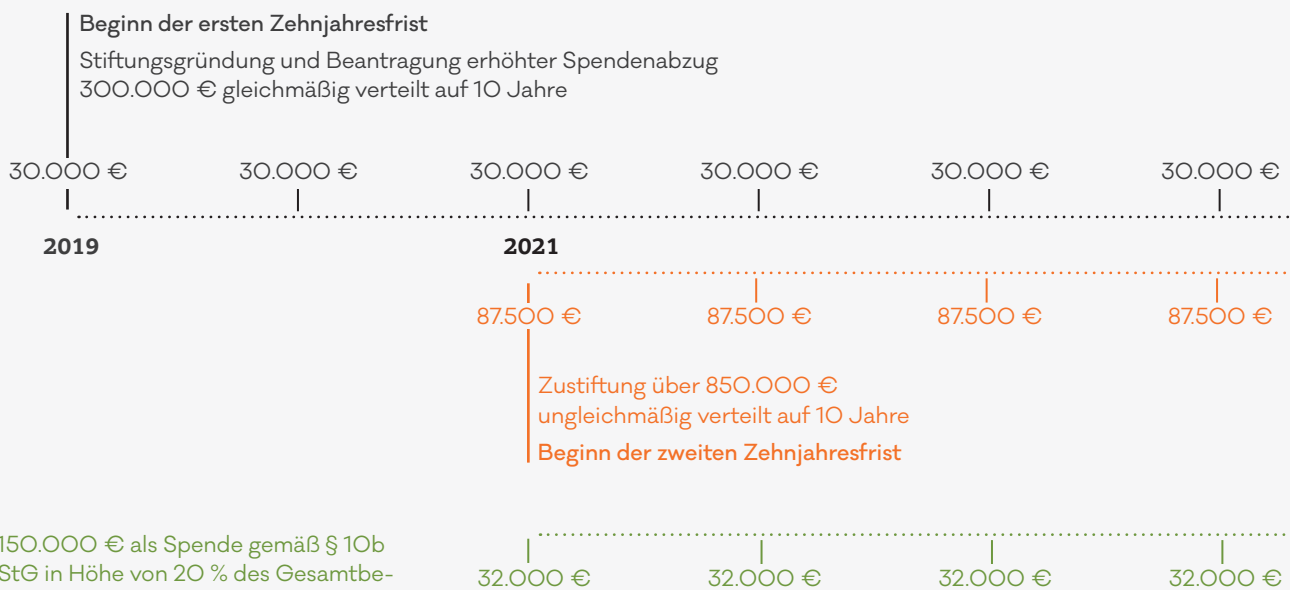 Beginn der ersten Zehnjahresfrist
Stiftungsgründung und Beantragung erhöhter Spendenabzug
300.000 € gleichmäßig verteilt auf 10 Jahre
30.000 € 30.000 € 30.000 € 30.000 € 30.000 € 30.000 €
2019 2021
87.500 € 87.500 € 87.500 € 87.500 €
Zustiftung über 850.000 €
ungleichmäßig verteilt auf 10 Jahre
Beginn der zweiten Zehnjahresfrist
150.000 € als Spende gemäß § 10b
StG in Höhe von 20 % des Gesamtbe-
32.000 € 32.000 € 32.000 € 32.000 €